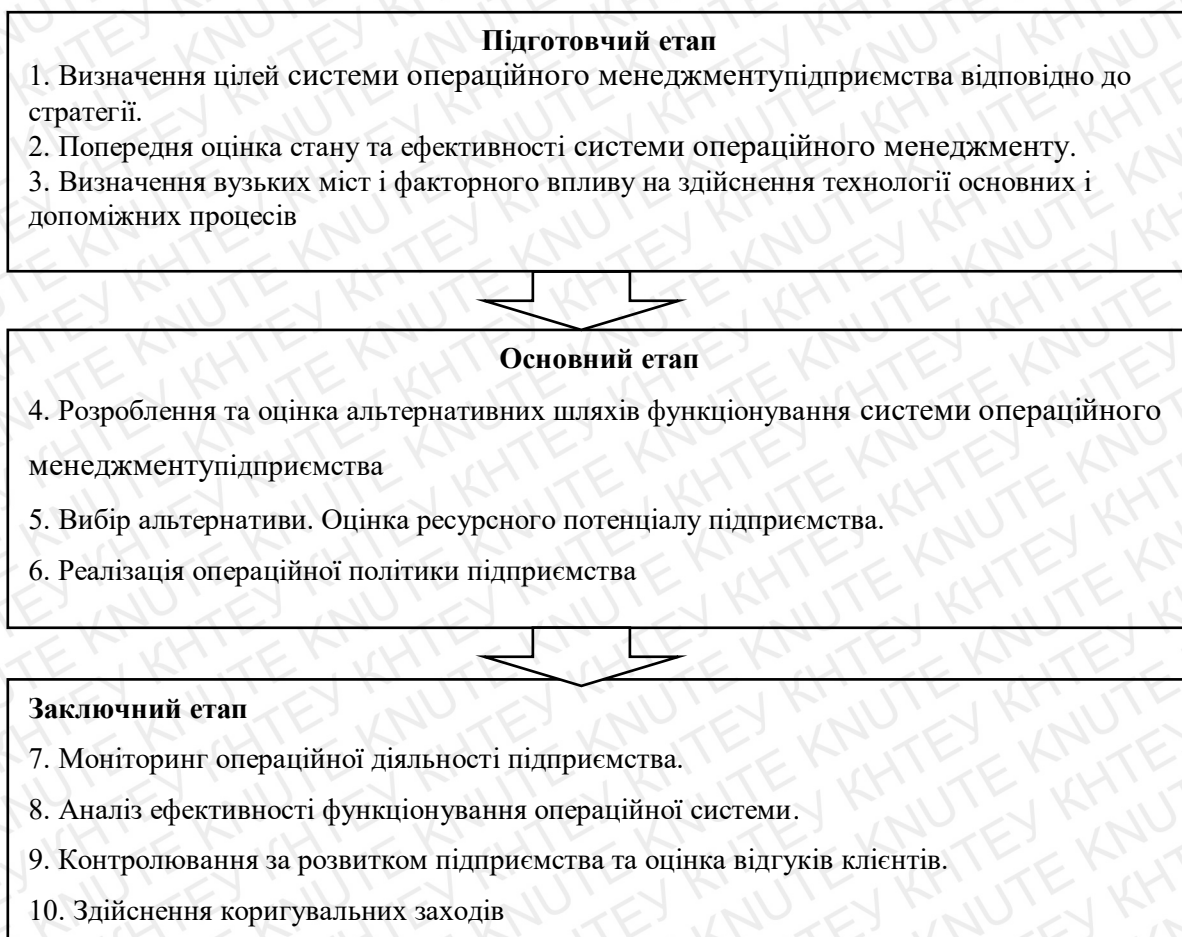 Підготовчий етап
1. Визначення цілей системи операційного менеджментупідприємства відповідно до
стратегії.
2. Попередня оцінка стану та ефективності системи операційного менеджменту.
3. Визначення вузьких міст і факторного впливу на здійснення технології основних і
допоміжних процесів
Основний етап
4. Розроблення та оцінка альтернативних шляхів функціонування системи операційного
менеджментупідприємства
5. Вибір альтернативи. Оцінка ресурсного потенціалу підприємства.
6. Реалізація операційної політики підприємства
Заключний етап
7. Моніторинг операційної діяльності підприємства.
8. Аналіз ефективності функціонування операційної системи.
9. Контролювання за розвитком підприємства та оцінка відгуків клієнтів.
10. Здійснення коригувальних заходів